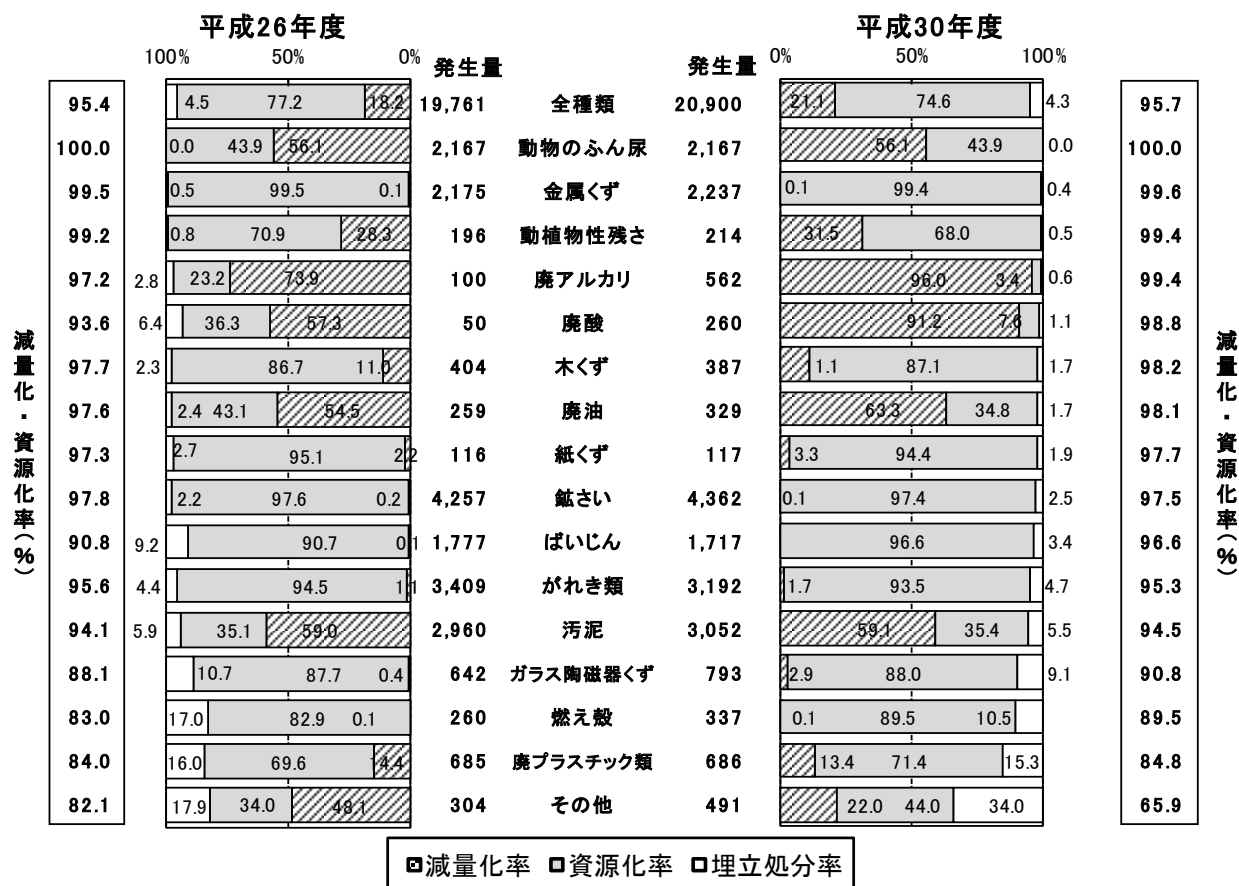 平成26年度 平成30年度
100% 50% 0% 発生量 発生量 0% 50% 100%
95.4 4.5 77.2 18.2 19,761 全種類 20,900 21.1 74.6 4.3 95.7
100.0 0.0 43.9 56.1 2,167 動物のふん尿 2,167 56.1 43.9 0.0 100.0
99.5 0.5 99.5 0.1 2,175 金属くず 2,237 0.1 99.4 0.4 99.6
99.2 0.8 70.9 28.3 196 動植物性残さ 214 31.5 68.0 0.5 99.4
97.2 2.8 23.2 73.9 100 廃アルカリ 562 96.0 3.4 0.6 99.4
93.6 6.4 36.3 57.3 50 廃酸 260 91.2 7.6 1.1 98.8
97.7 2.3 86.7 11.0 404 木くず 387 1.1 87.1 1.7 98.2
97.6 2.4 43.1 54.5 259 廃油 329 63.3 34.8 1.7 98.1
97.3 2.7 95.1 2.2 116 紙くず 117 3.3 94.4 1.9 97.7
97.8 2.2 97.6 0.2 4,257 鉱さい 4,362 0.1 97.4 2.5 97.5
90.8 9.2 90.7 0.1 1,777 ばいじん 1,717 96.6 3.4 96.6
95.6 4.4 94.5 1.1 3,409 がれき類 3,192 1.7 93.5 4.7 95.3
94.1 5.9 35.1 59.0 2,960 汚泥 3,052 59.1 35.4 5.5 94.5
88.1 10.7 87.7 0.4 642 ガラス陶磁器くず 793 2.9 88.0 9.1 90.8
83.0 17.0 82.9 0.1 260 燃え殻 337 0.1 89.5 10.5 89.5
84.0 16.0 69.6 14.4 685 廃プラスチック類 686 13.4 71.4 15.3 84.8
82.1 17.9 34.0 48.1 304 その他 491 22.0 44.0 34.0 65.9
減量化・資源化率(%)
減量化・資源化率(%)
減量化率 資源化率 埋立処分率